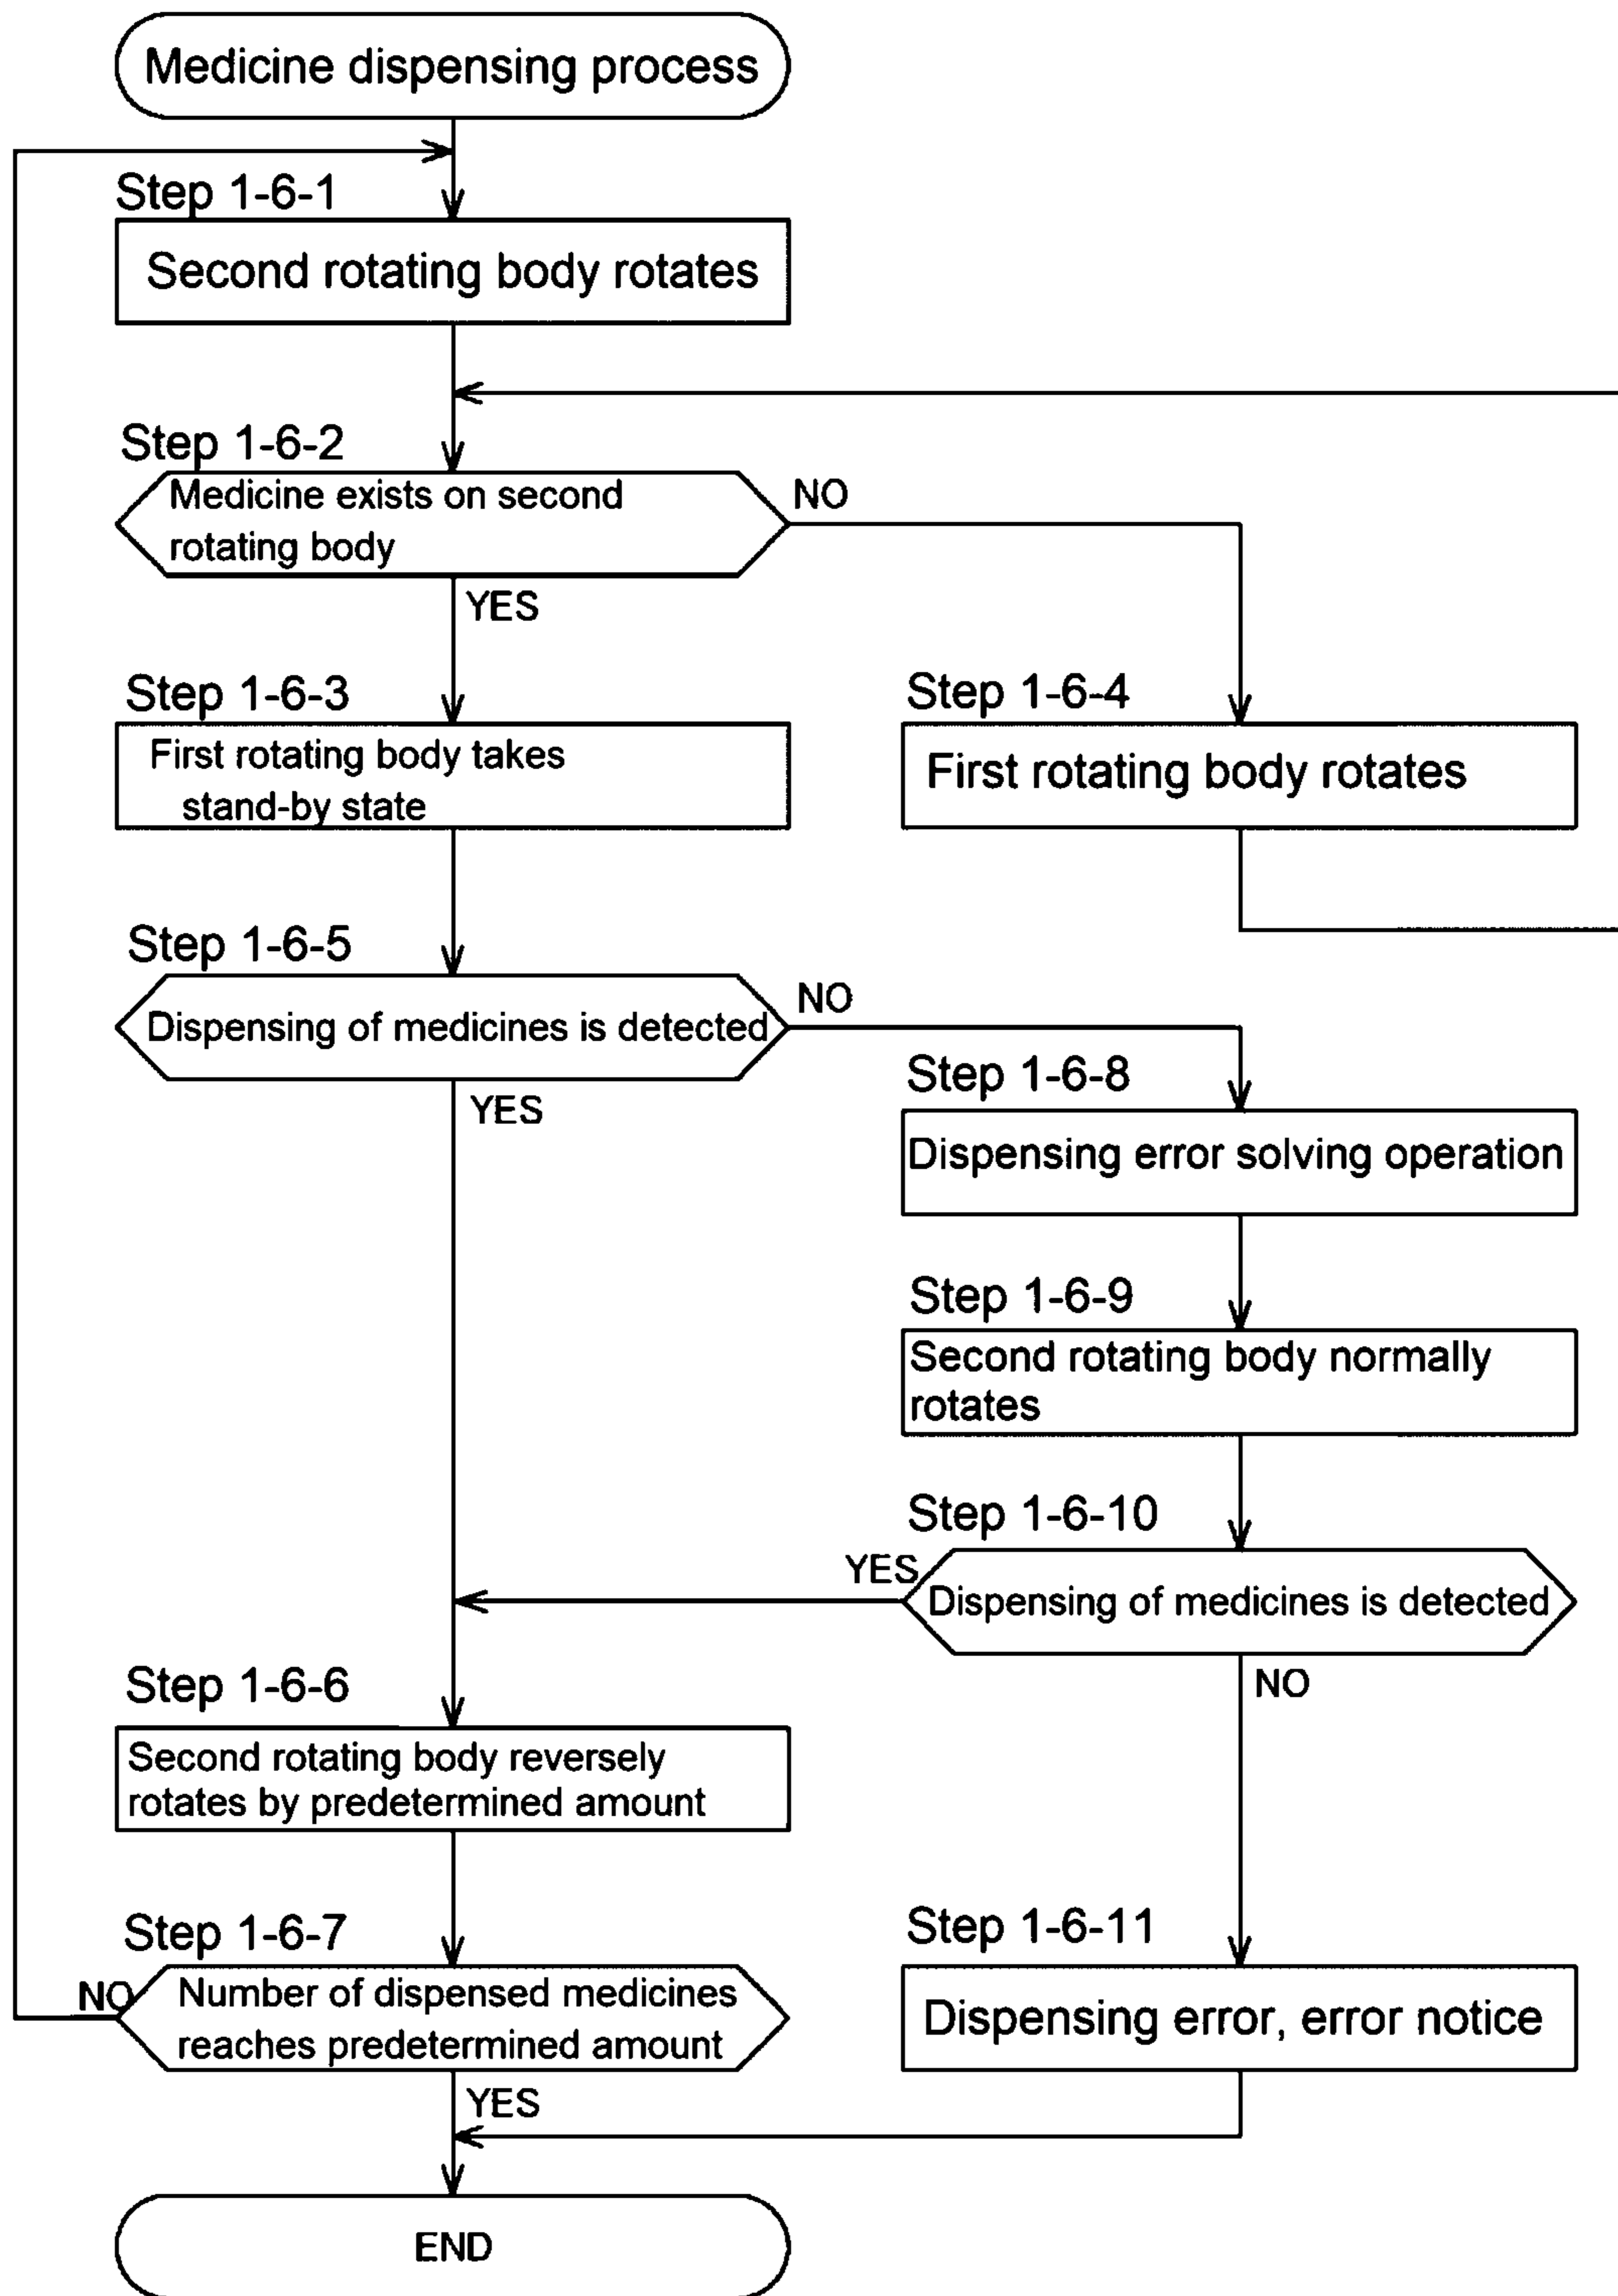 Medicine dispensing process
Step 1-6-1
Second rotating body rotates
Step 1-6-2
Medicine exists on second
rotating body
NO
YES
Step 1-6-3
First rotating body takes
stand-by state
Step 1-6-4
First rotating body rotates
Step 1-6-5
Dispensing of medicines is detected
NO
YES
Step 1-6-8
Dispensing error solving operation
Step 1-6-9
Second rotating body normally
rotates
Step 1-6-10
YES
Dispensing of medicines is detected
NO
Step 1-6-6
Second rotating body reversely
rotates by predetermined amount
Step 1-6-7
NO
Number of dispensed medicines
reaches predetermined amount
YES
Step 1-6-11
Dispensing error, error notice
END